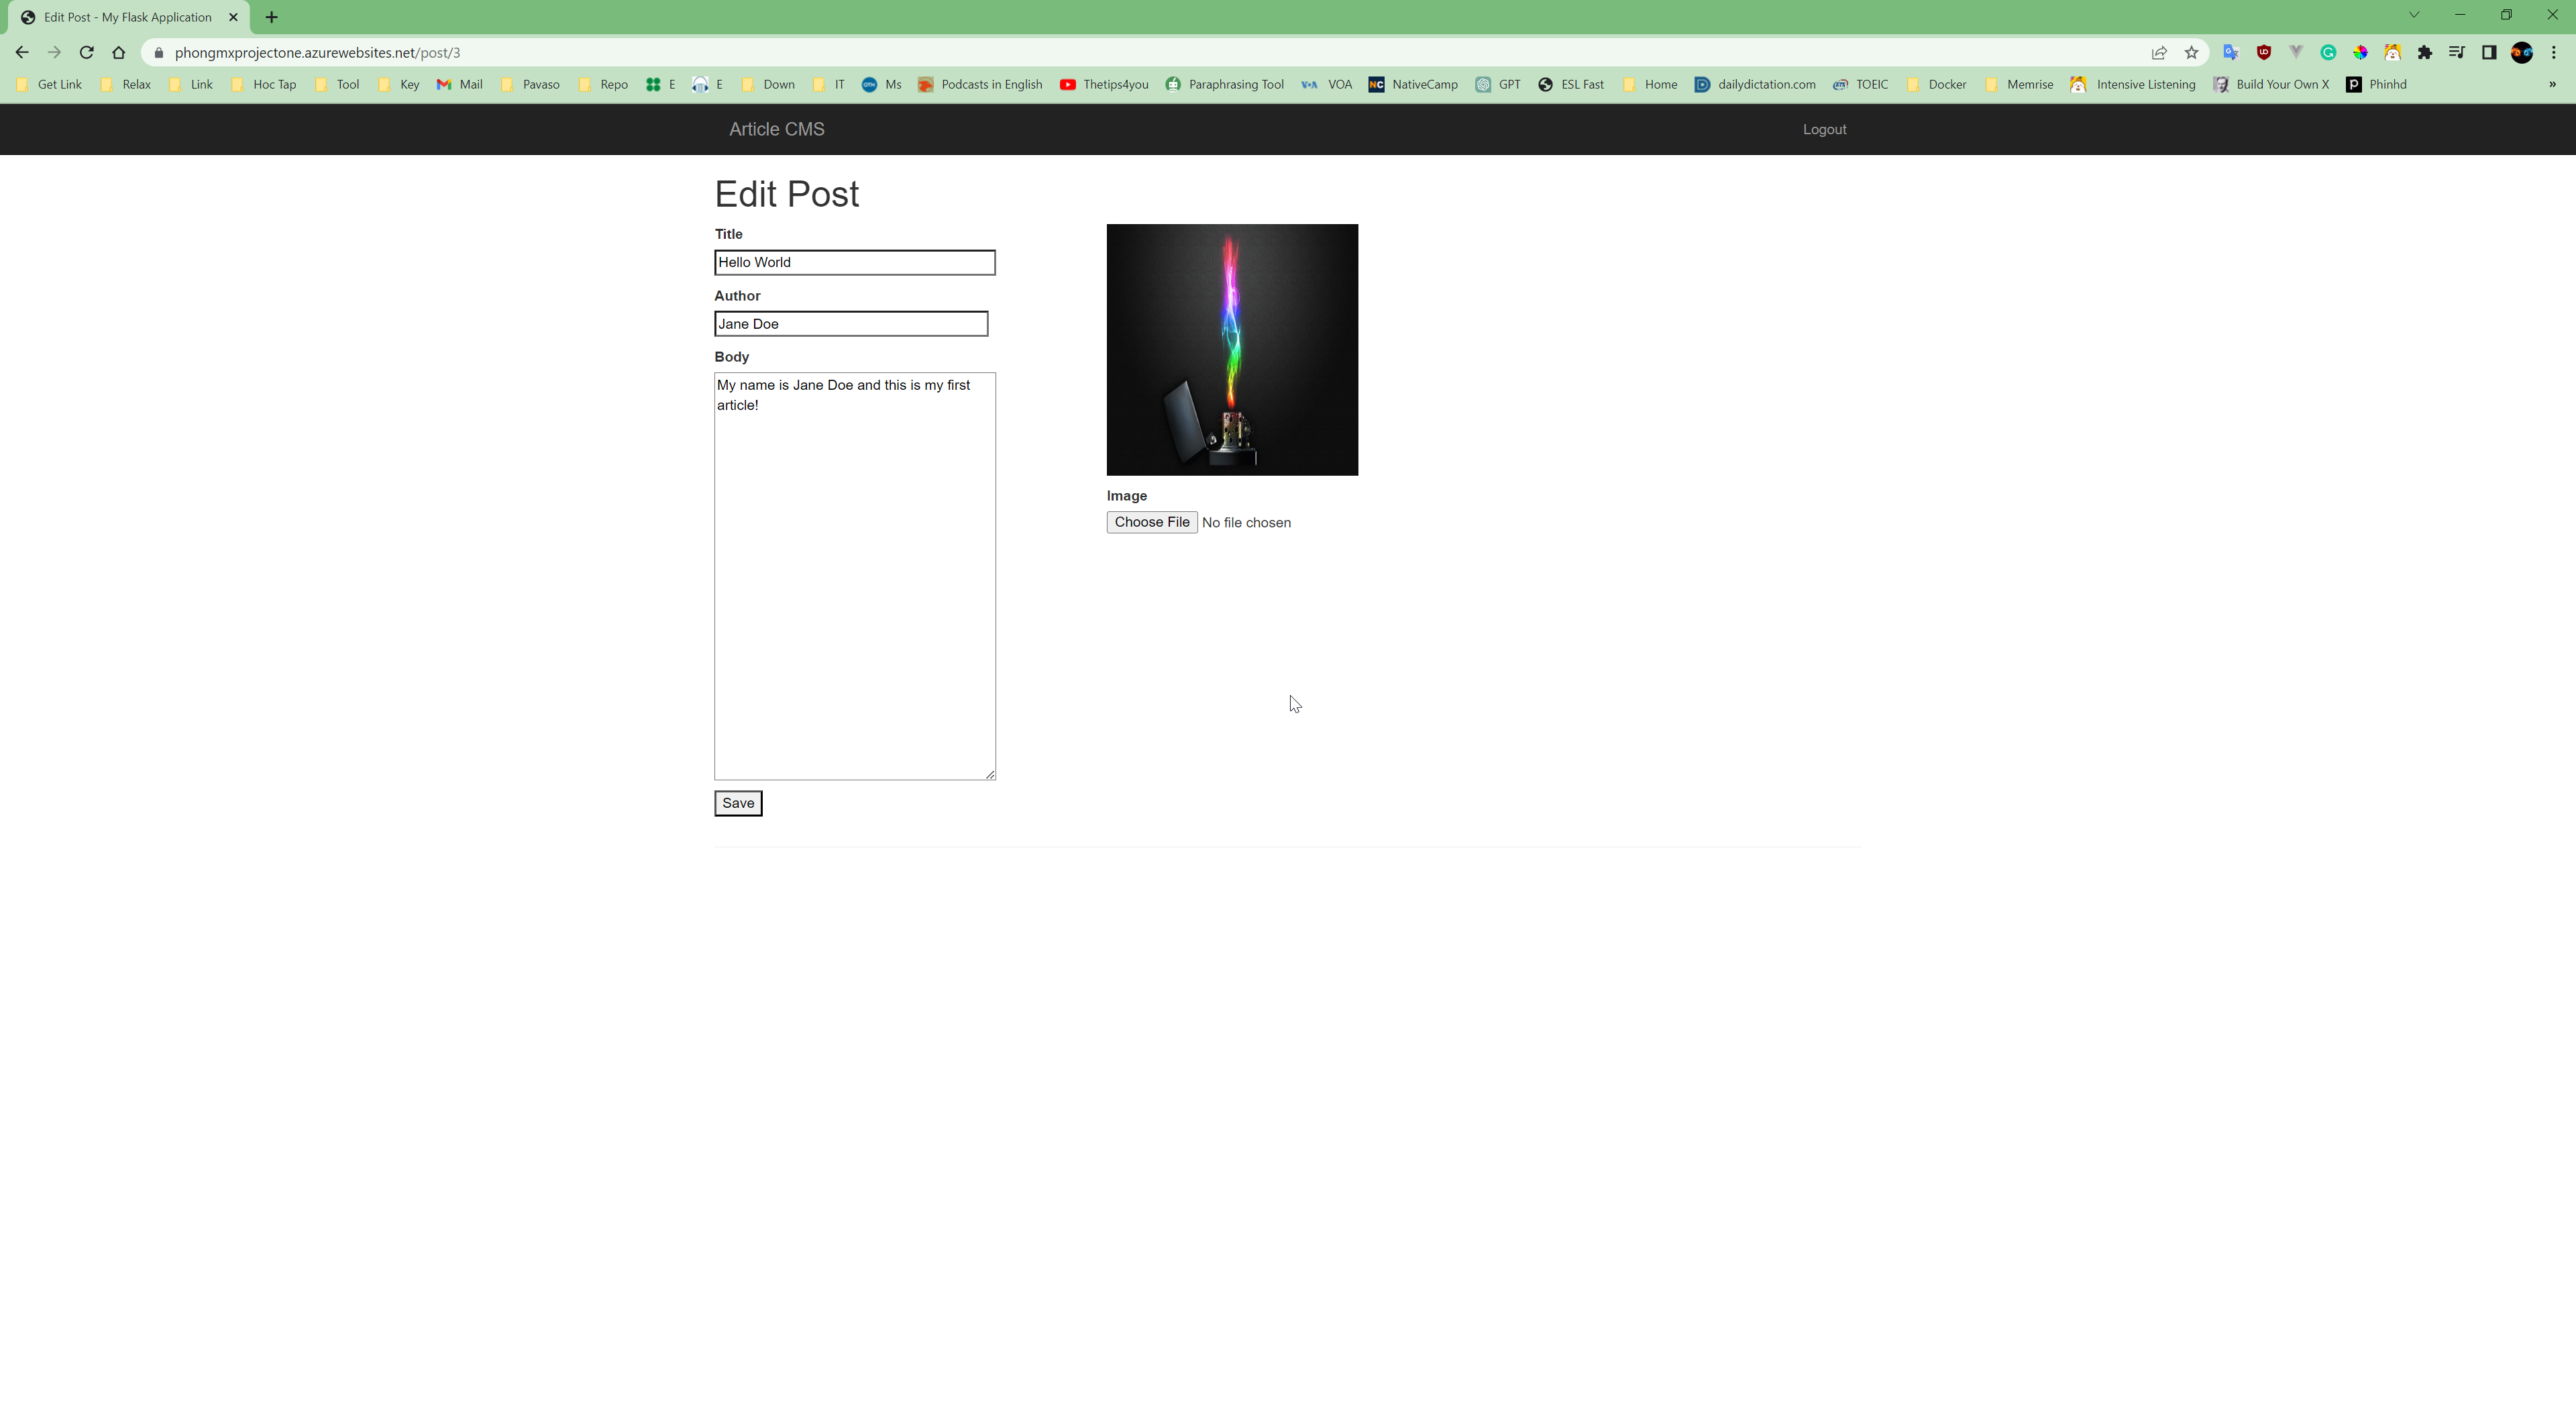 Edit Post - My Flask Application
phongmxprojectone.azurewebsites.net/post/3
Get Link Relax Link Hoc Tap Tool Key Mail Pavaso Repo E E Down IT Ms Podcasts in English Thetips4you Paraphrasing Tool VOA NativeCamp GPT ESL Fast Home dailydictation.com TOEIC Docker Memrise Intensive Listening Build Your Own X Phinhd »
Article CMS Logout
Edit Post
Title
Hello World
Author
Jane Doe
Body
My name is Jane Doe and this is my first
article!
Image
Choose File No file chosen
Save